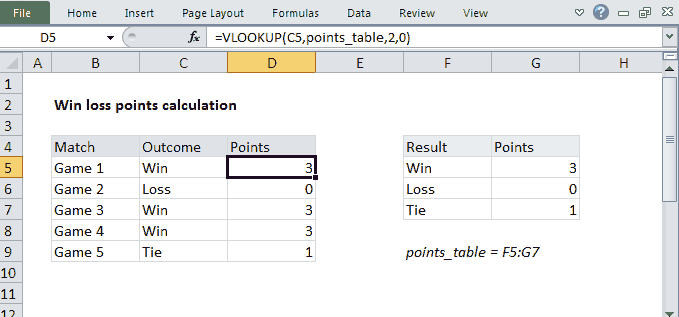 File Home Insert Page Layout Formulas Data Review View
D5 fx =VLOOKUP(C5,points_table,2,0)
A B C D E F G H
1
2 Win loss points calculation
3
4 Match Outcome Points Result Points
5 Game 1 Win 3 Win 3
6 Game 2 Loss 0 Loss 0
7 Game 3 Win 3 Tie 1
8 Game 4 Win 3
9 Game 5 Tie 1 points_table = F5:G7
10
11
12